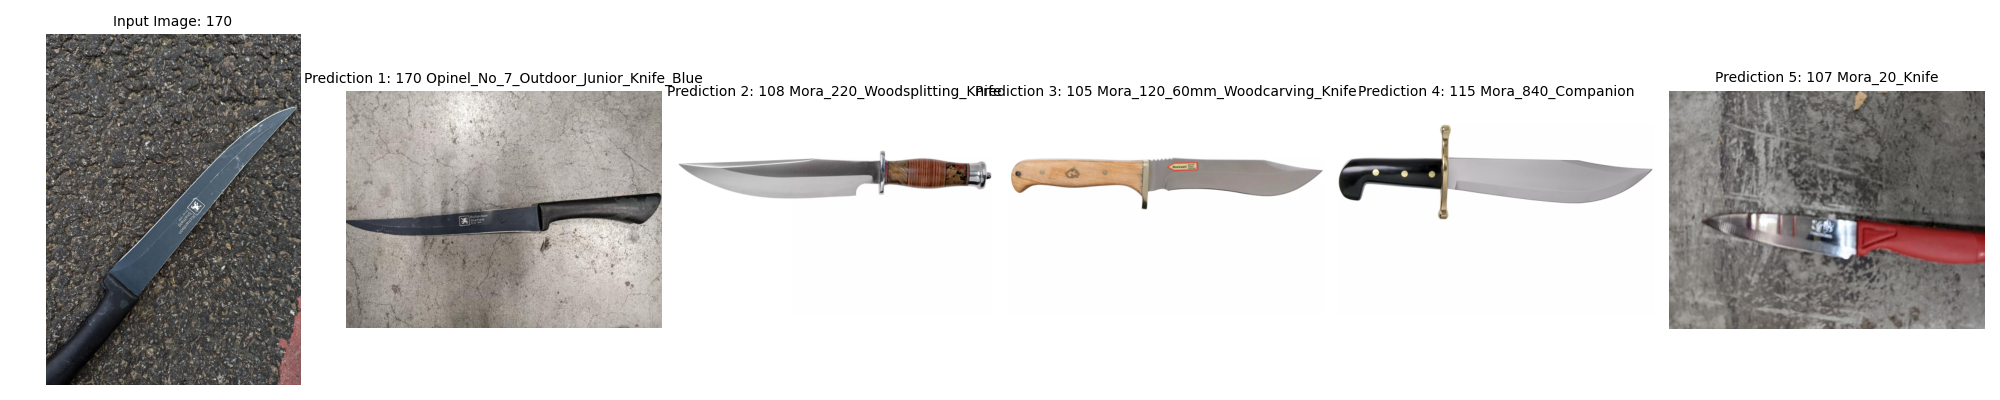 Input Image: 170
Prediction 1: 170 Opinel_No_7_Outdoor_Junior_Knife_Blue
Prediction 2: 108 Mora_220_Woodsplitting_Knife
Prediction 3: 105 Mora_120_60mm_Woodcarving_Knife
Prediction 4: 115 Mora_840_Companion
Prediction 5: 107 Mora_20_Knife